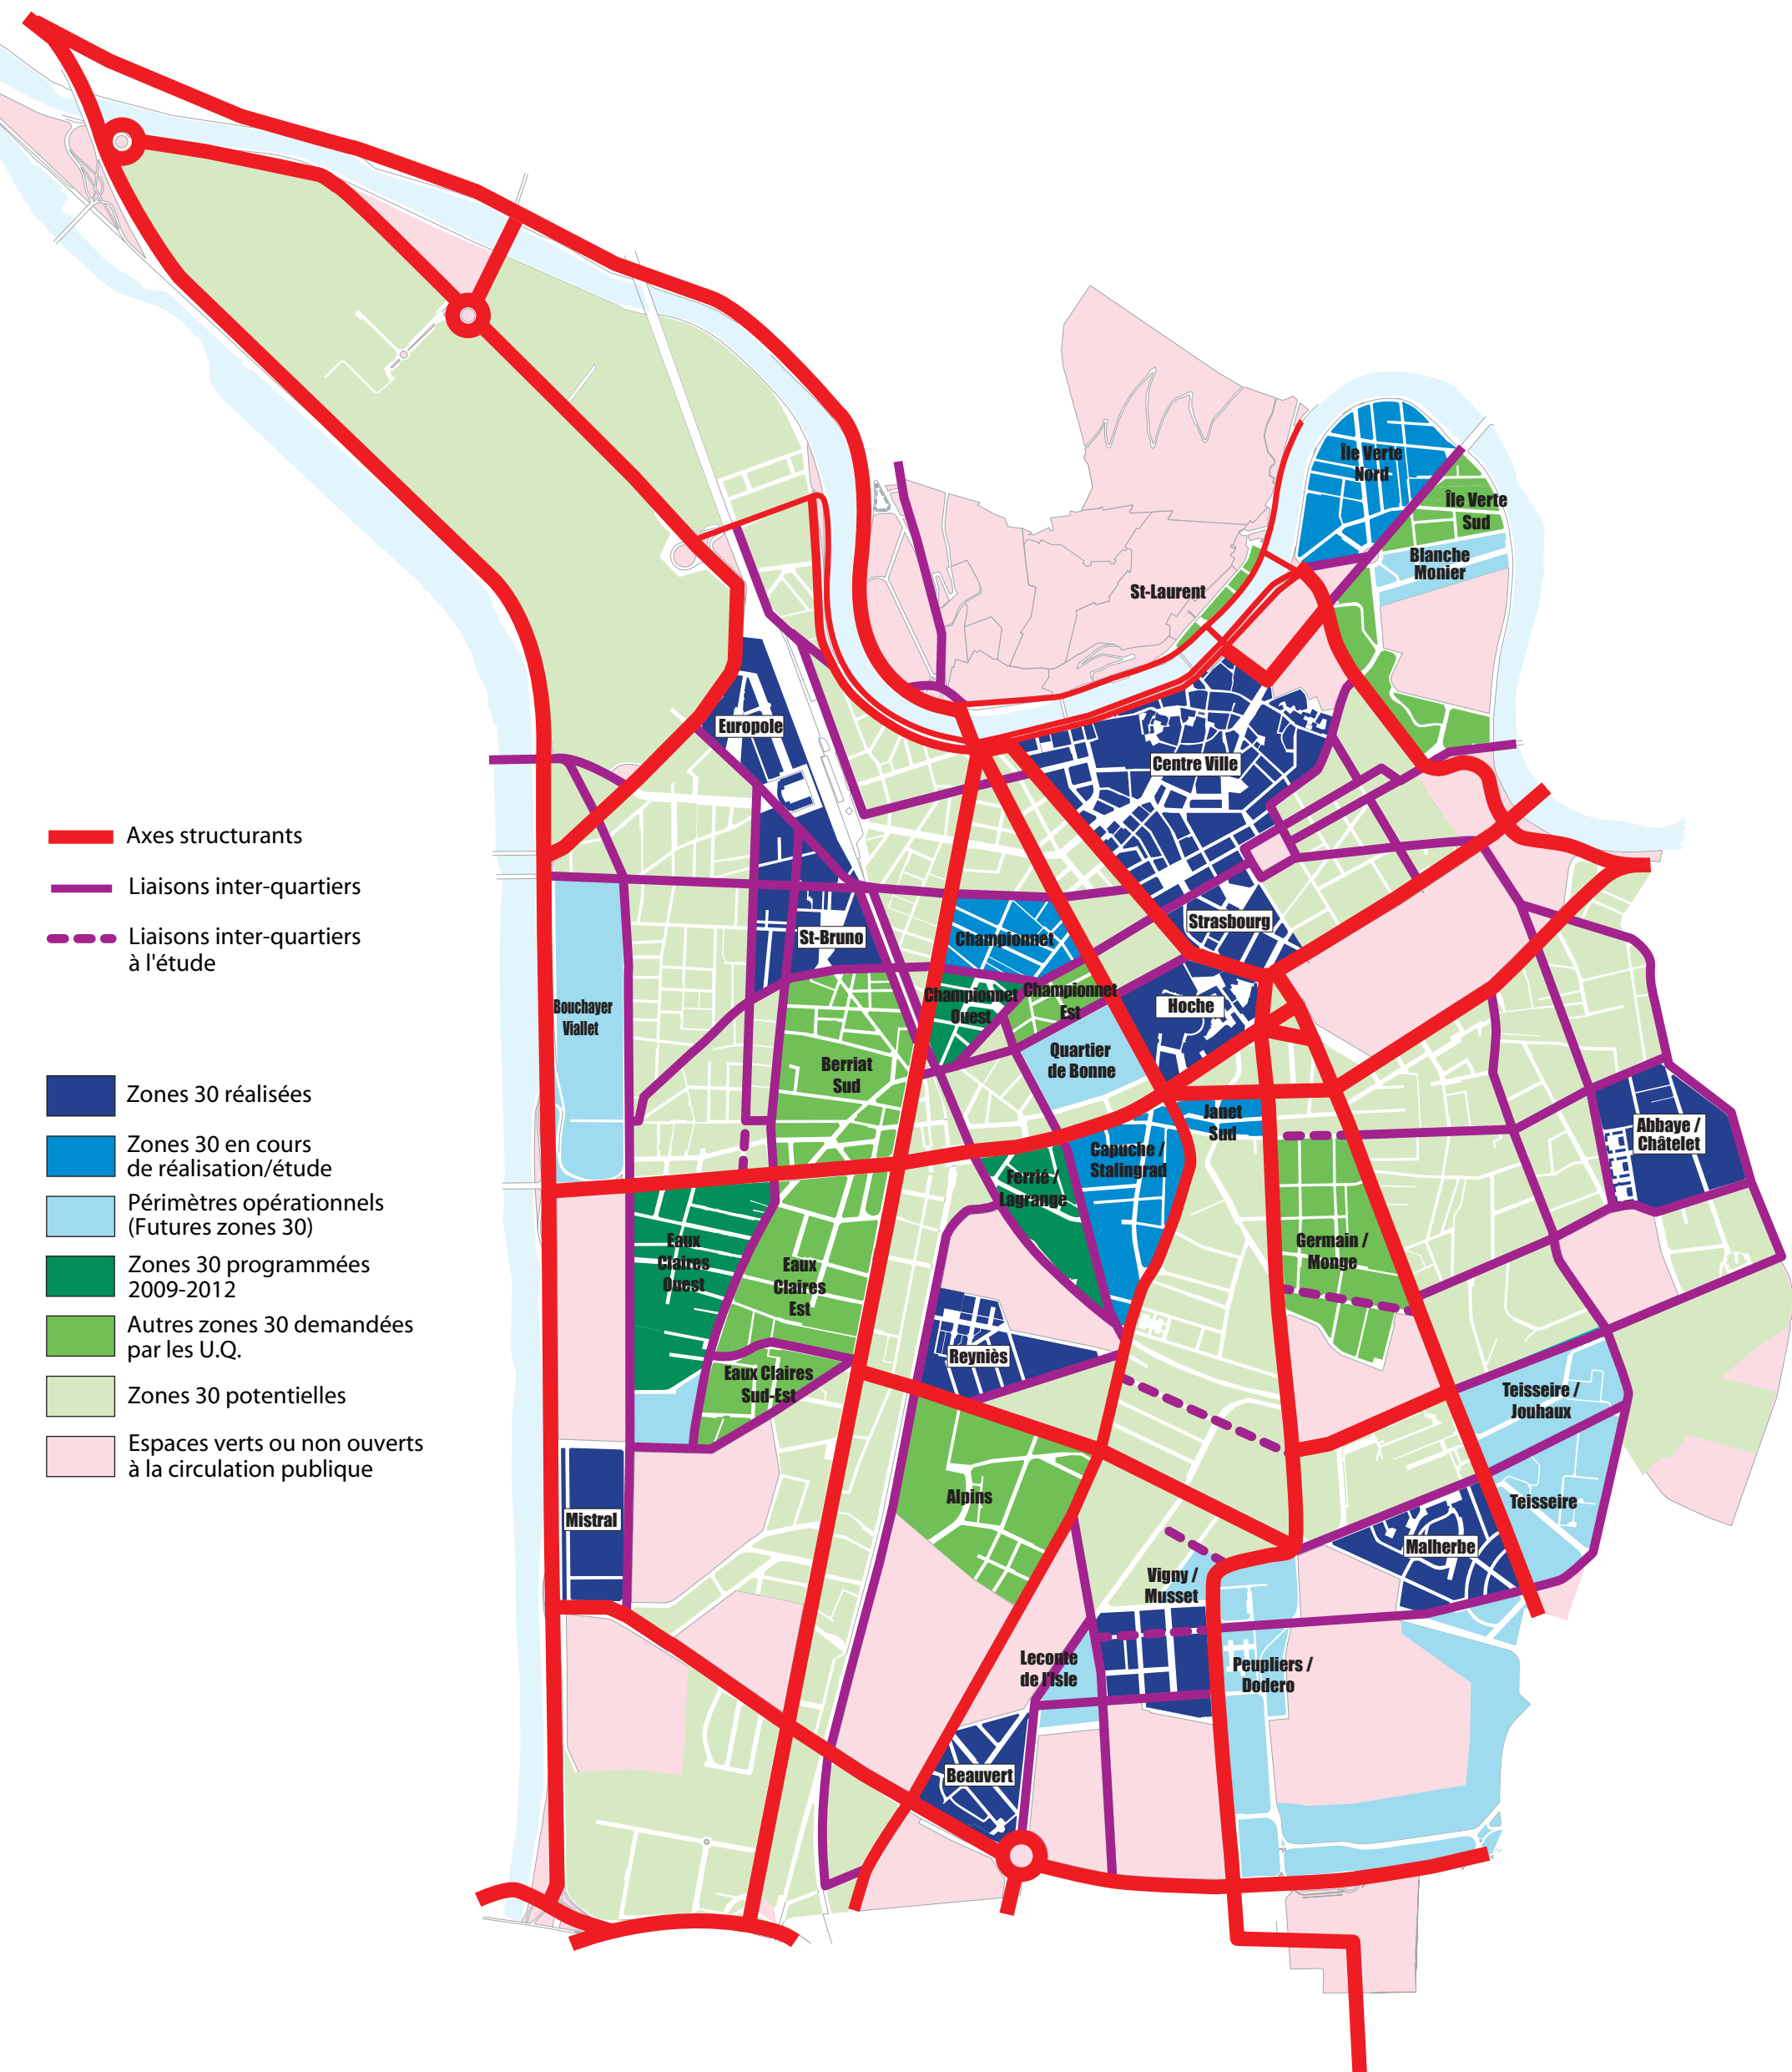 Axes structurants
Liaisons inter-quartiers
Liaisons inter-quartiers
à l'étude
Zones 30 réalisées
Zones 30 en cours
de réalisation/étude
Périmètres opérationnels
(Futures zones 30)
Zones 30 programmées
2009-2012
Autres zones 30 demandées
par les U.Q.
Zones 30 potentielles
Espaces verts ou non ouverts
à la circulation publique
Île Verte
Nord
Île Verte
Sud
Blanche
Monier
St-Laurent
Europole
Centre Ville
Strasbourg
St-Bruno
Championnet
Bouchayer
Viallet
Championnet
Ouest
Championnet
Est
Hoche
Quartier
de Bonne
Berriat
Sud
Janet
Sud
Abbaye /
Châtelet
Capuche /
Stalingrad
Ferrié /
Lagrange
Eaux
Claires
Ouest
Eaux
Claires
Est
Germain /
Monge
Reyniès
Eaux Claires
Sud-Est
Teisseire /
Jouhaux
Alpins
Teisseire
Mistral
Malherbe
Vigny /
Musset
Leconte
de l'Isle
Peupliers /
Dodero
Beauvert